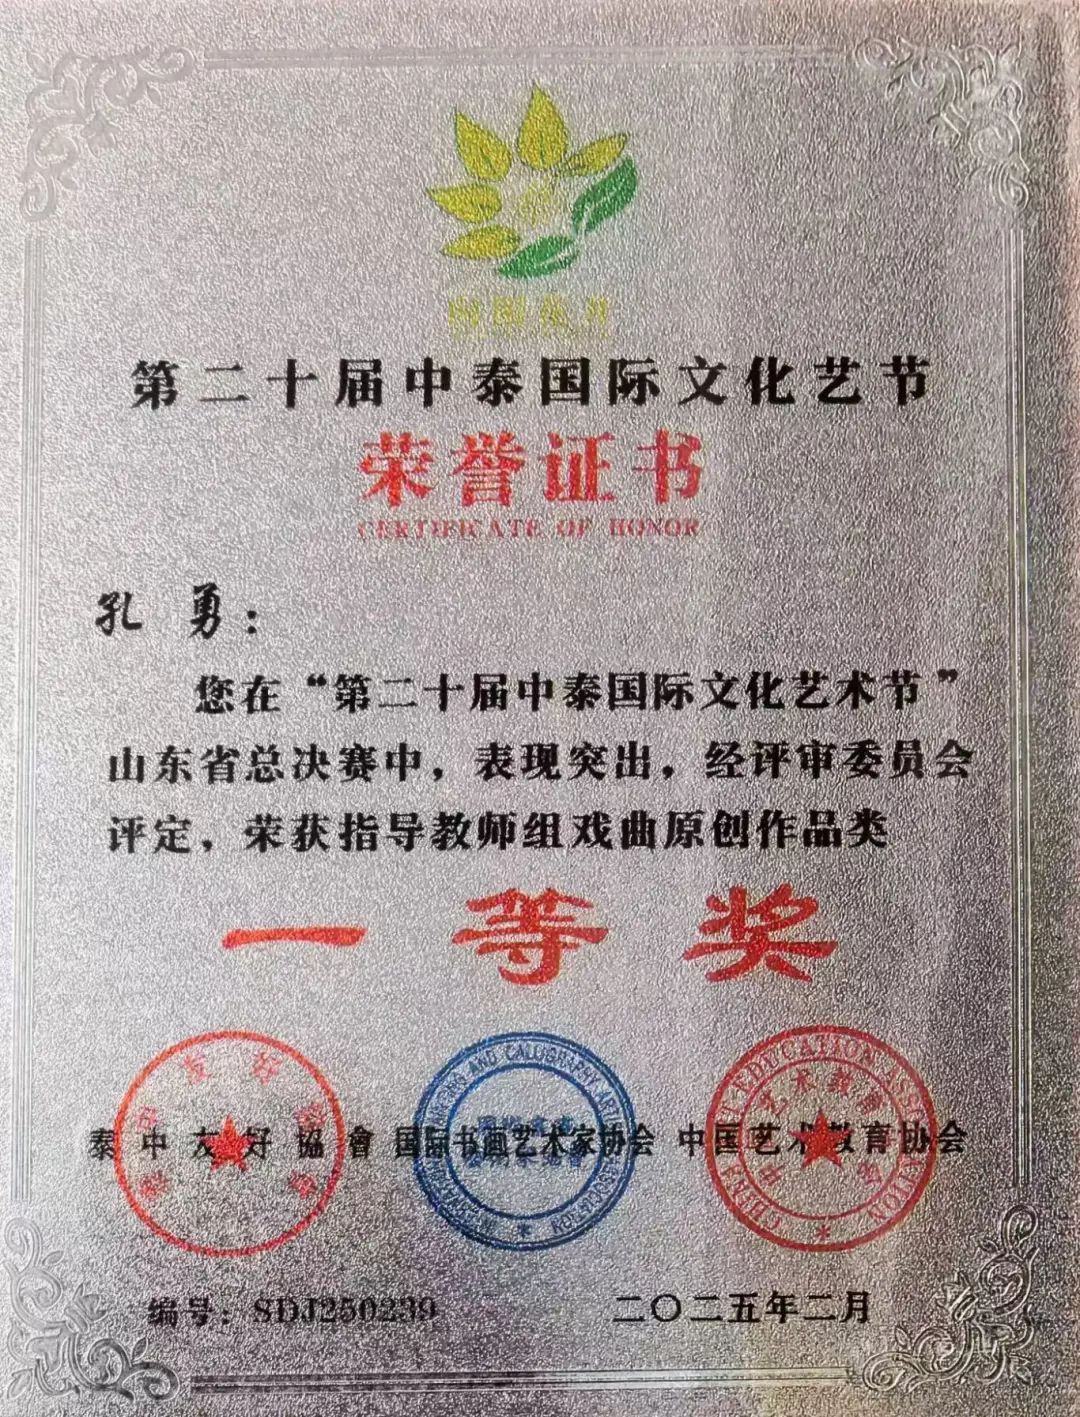 向国花开
第二十届中泰国际文化艺节
荣誉证书
CERTIFICATE OF HONOR
孔 勇：
您在“第二十届中泰国际文化艺术节”
山东省总决赛中，表现突出，经评审委员会
评定，荣获指导教师组戏曲原创作品类
一等奖
泰中友好協會 国际书画艺术家协会 中国艺术教育协会
编号：SDJ250239
二〇二五年二月